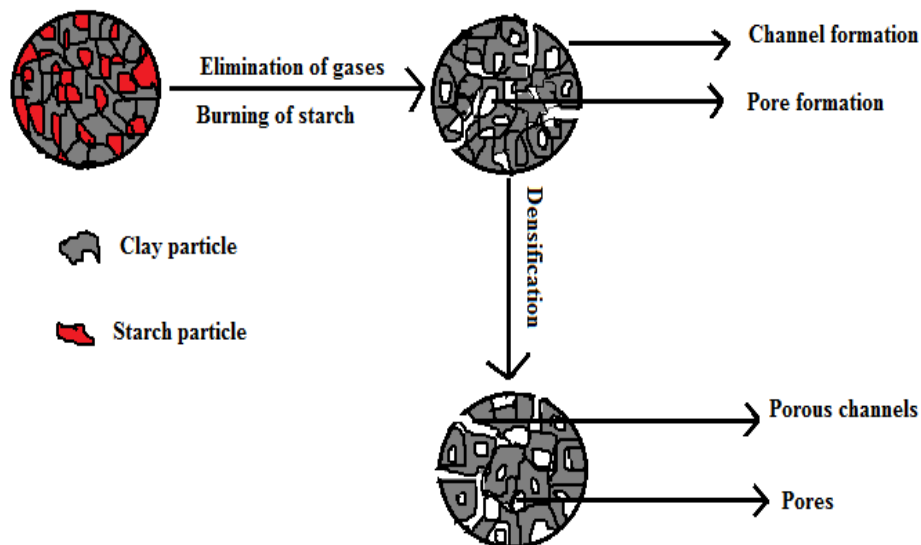 Elimination of gases
Burning of starch
Channel formation
Pore formation
Densification
Clay particle
Starch particle
Porous channels
Pores